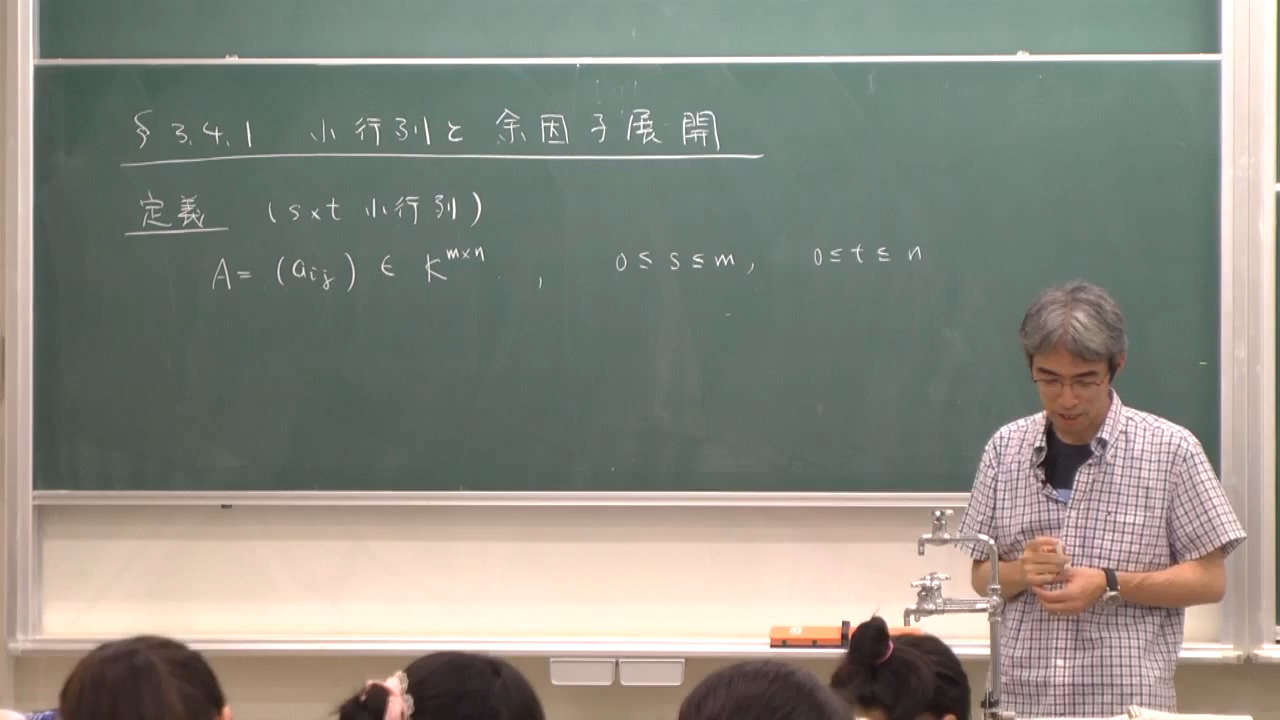 § 3.4.1 小行列と余因子展開
定義 (s×t 小行列)
A = (aij) ∈ K^{m×n} , 0 ≤ s ≤ m, 0 ≤ t ≤ n